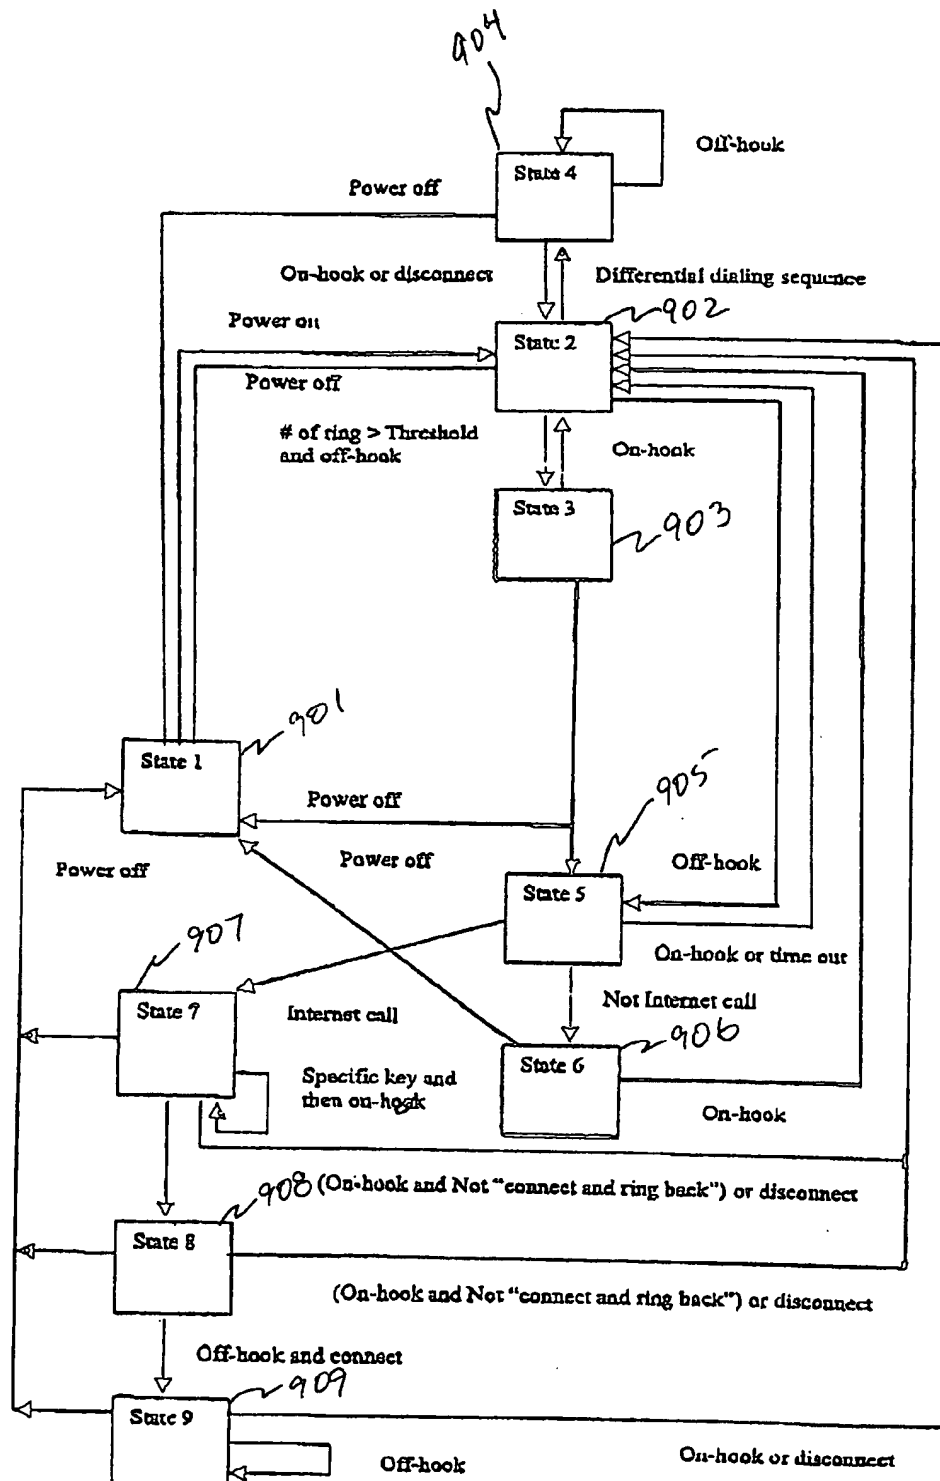 904
Off-hook
State 4
Power off
On-hook or disconnect
Differential dialing sequence
902
Power on
State 2
Power off
# of ring > Threshold
and off-hook
On-hook
State 3
903
901
State 1
905
Power off
Power off
Power off
Off-hook
State 5
907
On-hook or time out
Not Internet call
State 7
Internet call
906
State 6
Specific key and
then on-hook
On-hook
908
(On-hook and Not "connect and ring back") or disconnect
State 8
(On-hook and Not "connect and ring back") or disconnect
Off-hook and connect
909
State 9
On-hook or disconnect
Off-hook